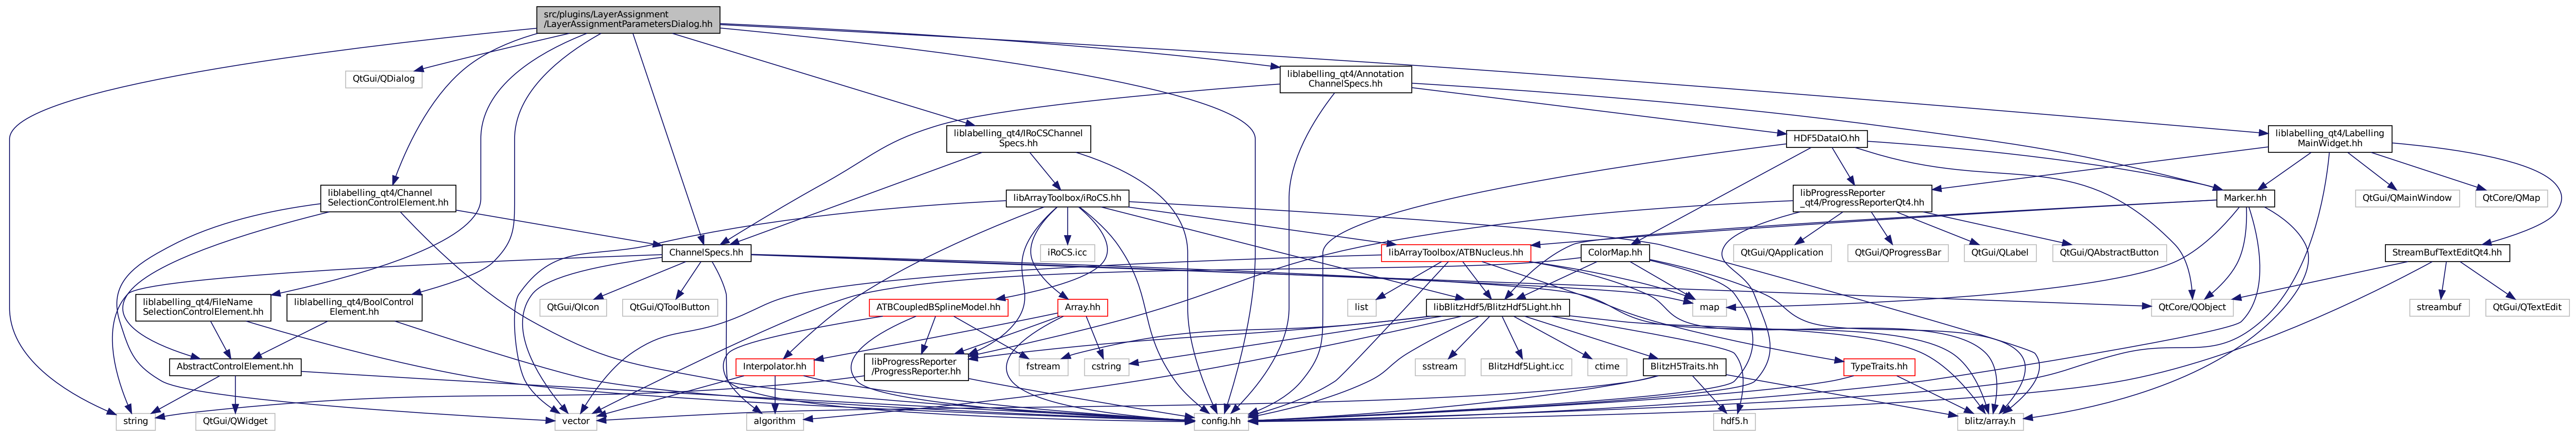 src/plugins/LayerAssignment
/LayerAssignmentParametersDialog.hh
QtGui/QDialog
liblabelling_qt4/Annotation
ChannelSpecs.hh
liblabelling_qt4/IRoCSChannel
Specs.hh
HDF5DataIO.hh
liblabelling_qt4/Labelling
MainWidget.hh
liblabelling_qt4/Channel
SelectionControlElement.hh
libArrayToolbox/iRoCS.hh
libProgressReporter
_qt4/ProgressReporterQt4.hh
Marker.hh
QtGui/QMainWindow
QtCore/QMap
ChannelSpecs.hh
iRoCS.icc
libArrayToolbox/ATBNucleus.hh
ColorMap.hh
QtGui/QApplication
QtGui/QProgressBar
QtGui/QLabel
QtGui/QAbstractButton
StreamBufTextEditQt4.hh
liblabelling_qt4/FileName
SelectionControlElement.hh
liblabelling_qt4/BoolControl
Element.hh
QtGui/QIcon
QtGui/QToolButton
ATBCoupledBSplineModel.hh
Array.hh
list
libBlitzHdf5/BlitzHdf5Light.hh
map
QtCore/QObject
streambuf
QtGui/QTextEdit
AbstractControlElement.hh
Interpolator.hh
libProgressReporter
/ProgressReporter.hh
fstream
cstring
sstream
BlitzHdf5Light.icc
ctime
BlitzH5Traits.hh
TypeTraits.hh
string
QtGui/QWidget
vector
algorithm
config.hh
hdf5.h
blitz/array.h